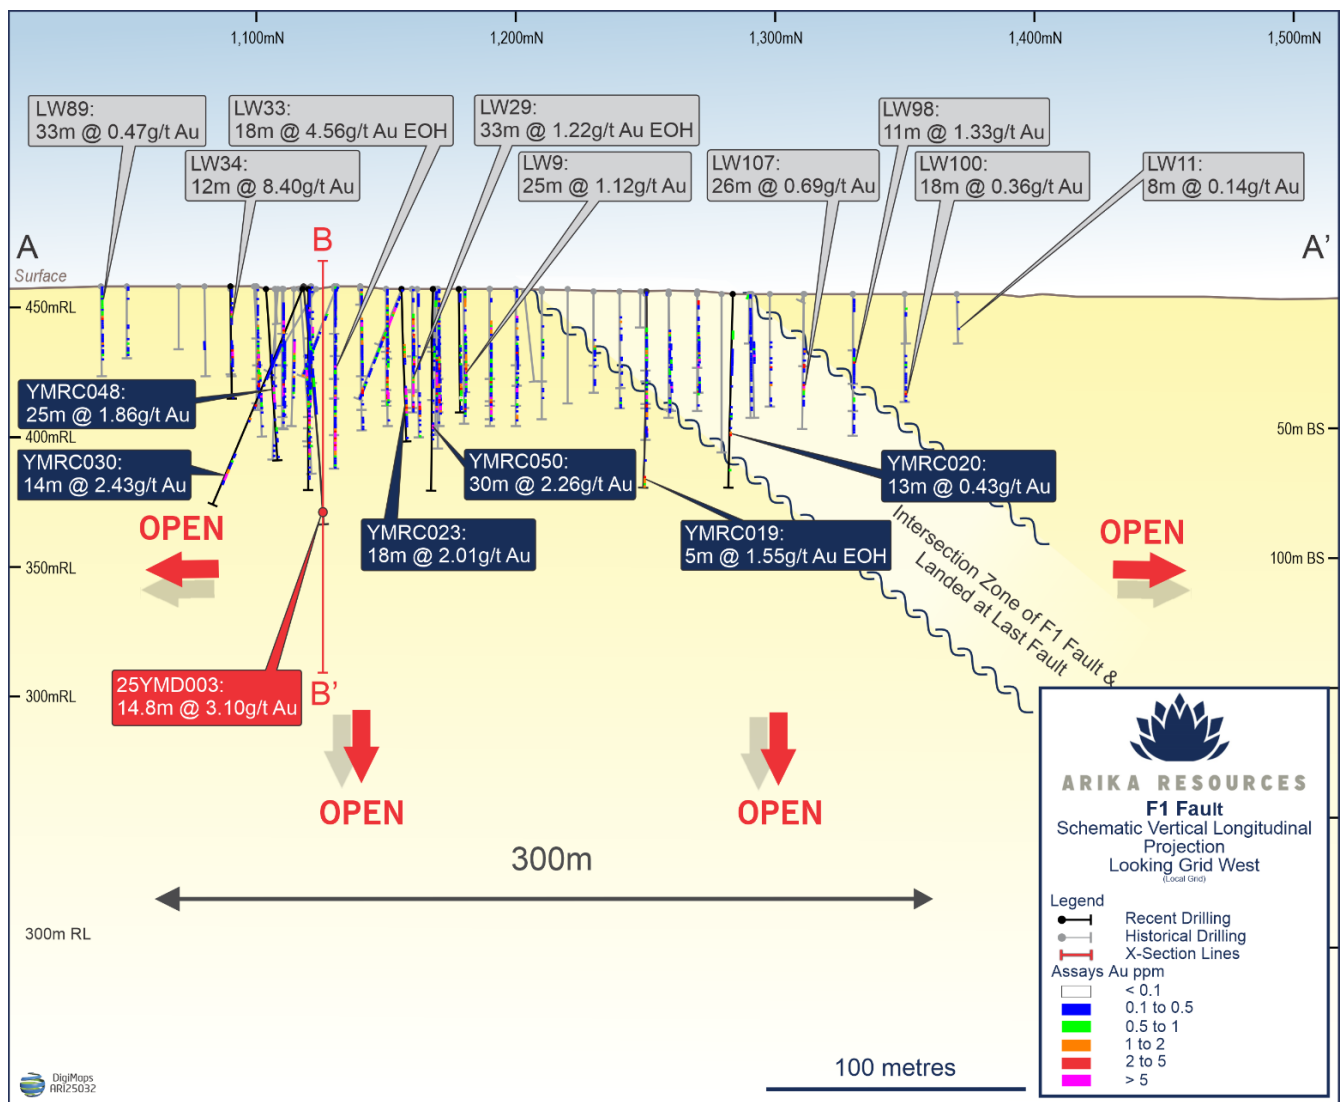 1,100mN
1,200mN
1,300mN
1,400mN
1,500mN
LW89:
33m @ 0.47g/t Au
LW33:
18m @ 4.56g/t Au EOH
LW29:
33m @ 1.22g/t Au EOH
LW98:
11m @ 1.33g/t Au
LW34:
12m @ 8.40g/t Au
LW9:
25m @ 1.12g/t Au
LW107:
26m @ 0.69g/t Au
LW100:
18m @ 0.36g/t Au
LW11:
8m @ 0.14g/t Au
A
B
A'
Surface
450mRL
YMRC048:
25m @ 1.86g/t Au
400mRL
50m BS
YMRC030:
14m @ 2.43g/t Au
YMRC050:
30m @ 2.26g/t Au
YMRC020:
13m @ 0.43g/t Au
OPEN
YMRC023:
18m @ 2.01g/t Au
YMRC019:
5m @ 1.55g/t Au EOH
Intersection Zone of F1 Fault &
Landed at Last Fault
OPEN
350mRL
100m BS
25YMD003:
14.8m @ 3.10g/t Au
B'
300mRL
OPEN
OPEN
300m
300m RL
ARIKA RESOURCES
F1 Fault
Schematic Vertical Longitudinal
Projection
Looking Grid West
(Local Grid)
Legend
Recent Drilling
Historical Drilling
X-Section Lines
Assays Au ppm
< 0.1
0.1 to 0.5
0.5 to 1
1 to 2
2 to 5
> 5
100 metres
DigiMaps
ARI25032